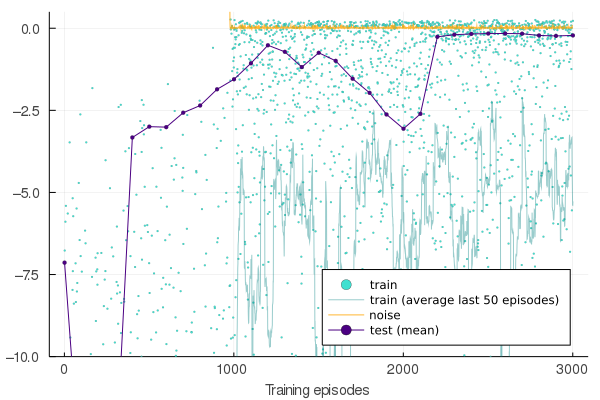 0.0
−2.5
−5.0
−7.5
−10.0
train
train (average last 50 episodes)
noise
test (mean)
0 1000 2000 3000
Training episodes